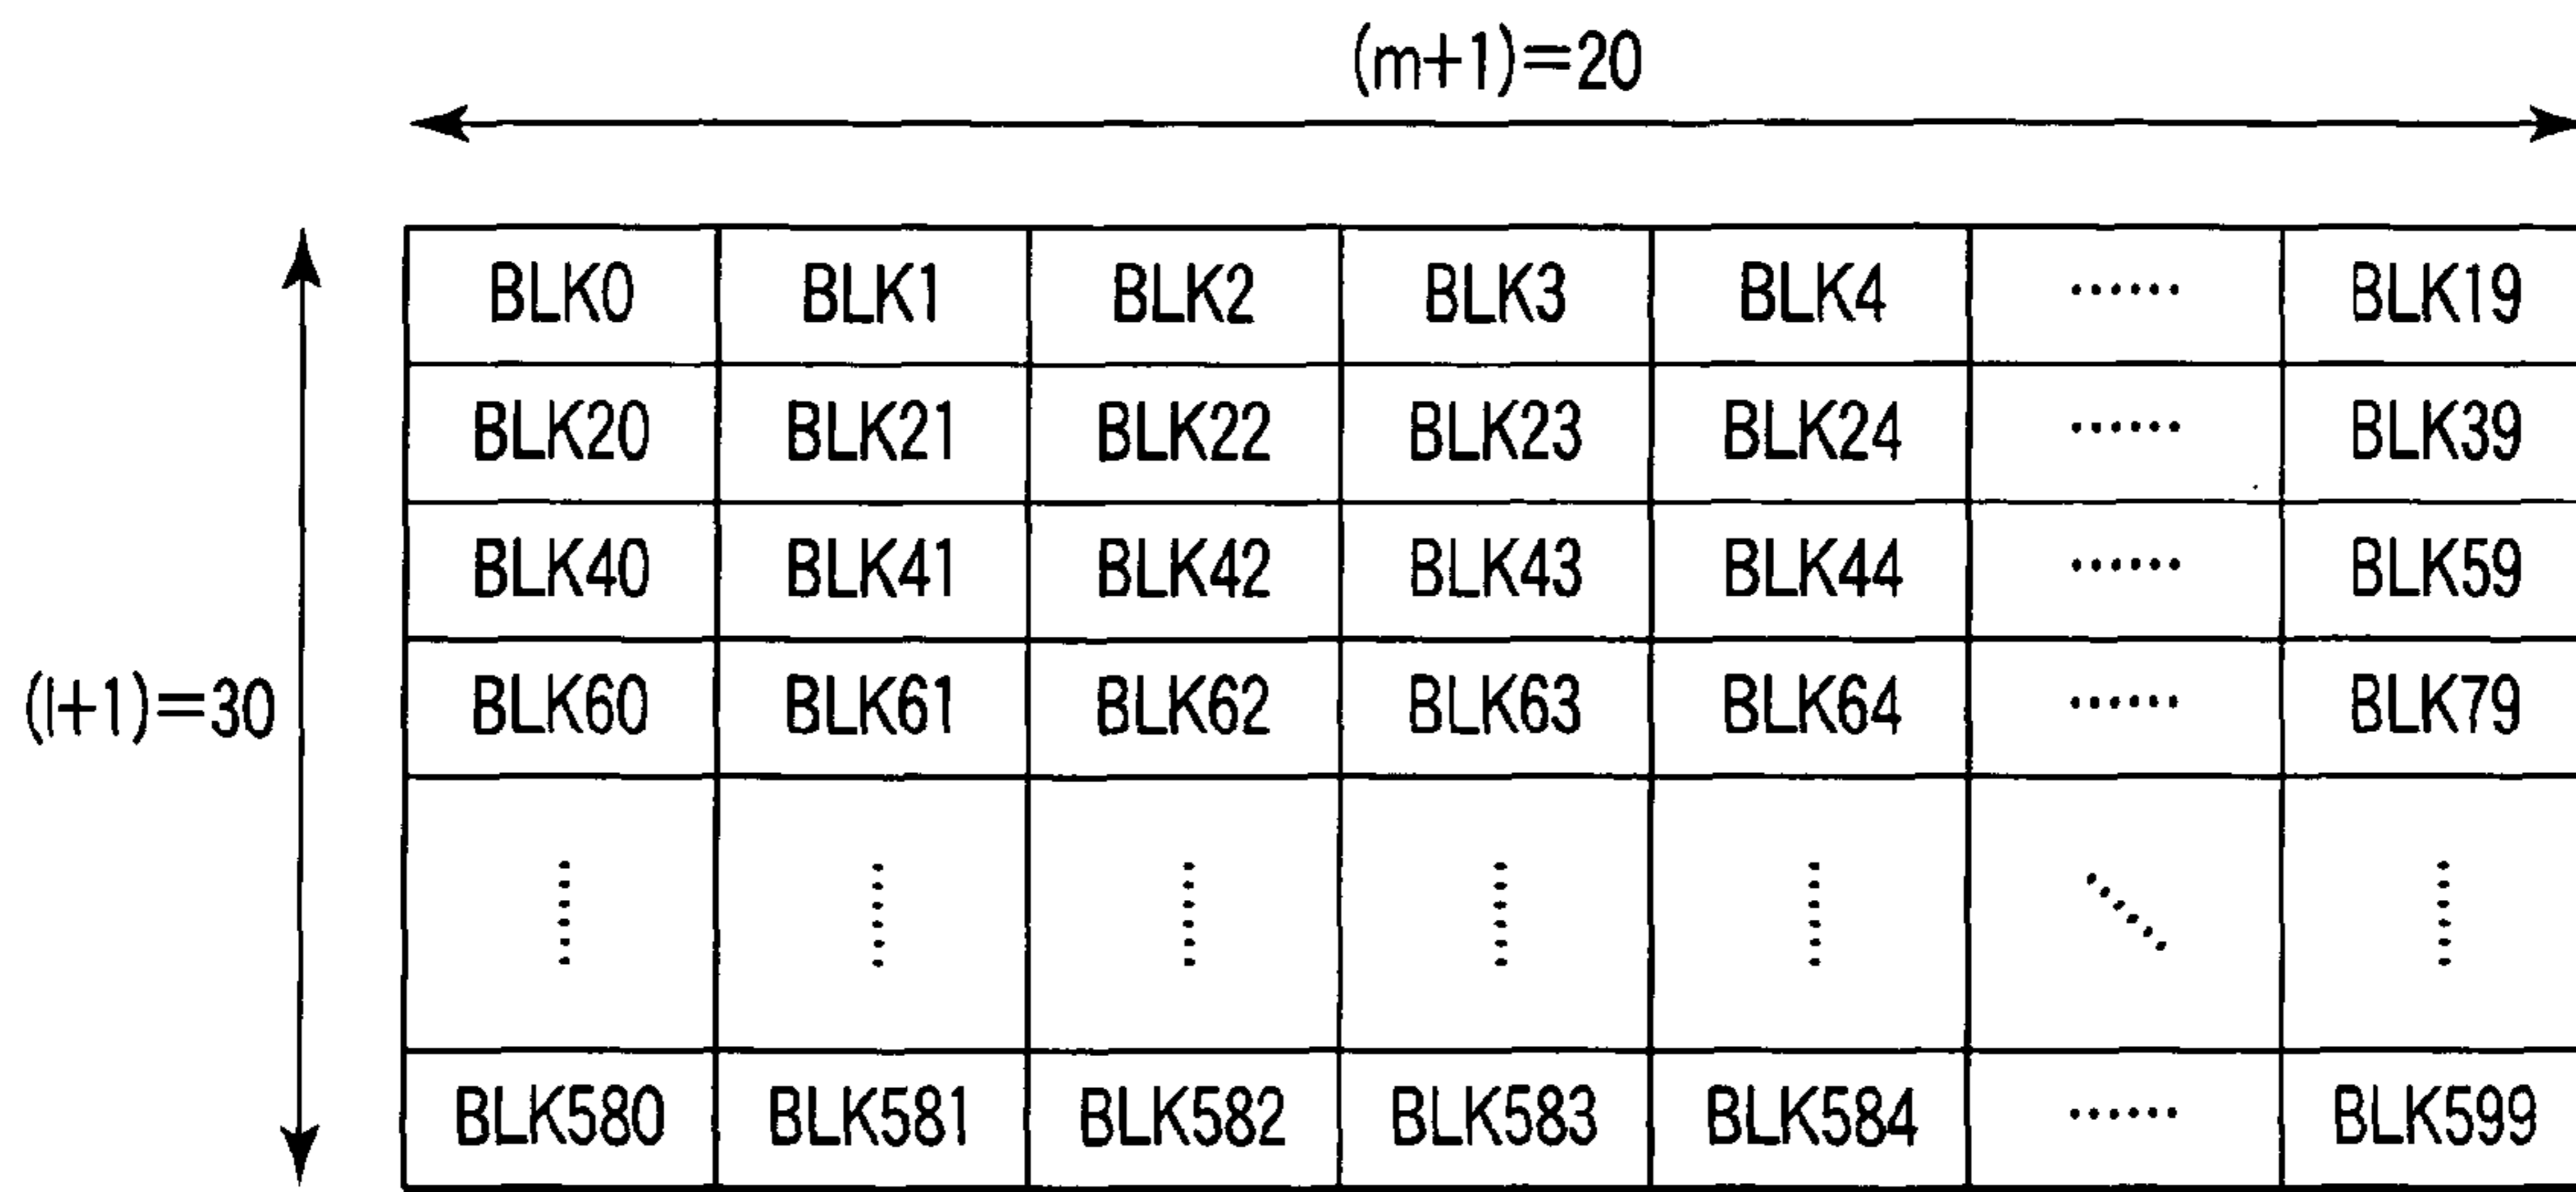 (m+1)=20
BLK0 BLK1 BLK2 BLK3 BLK4 ...... BLK19
BLK20 BLK21 BLK22 BLK23 BLK24 ...... BLK39
BLK40 BLK41 BLK42 BLK43 BLK44 ...... BLK59
(l+1)=30
BLK60 BLK61 BLK62 BLK63 BLK64 ...... BLK79
BLK580 BLK581 BLK582 BLK583 BLK584 ...... BLK599